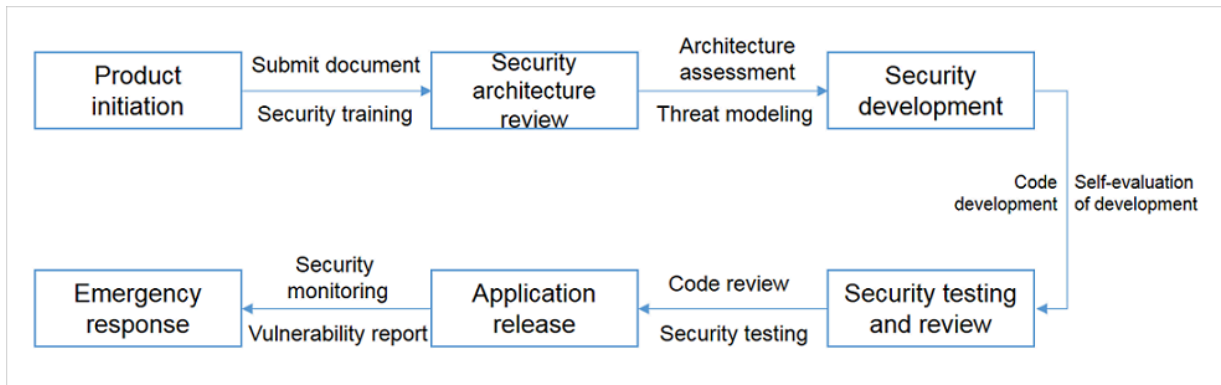 Product
initiation
Submit document
Security training
Security
architecture
review
Architecture
assessment
Threat modeling
Security
development
Code
development
Self-evaluation
of development
Security testing
and review
Code review
Security testing
Application
release
Security
monitoring
Vulnerability report
Emergency
response